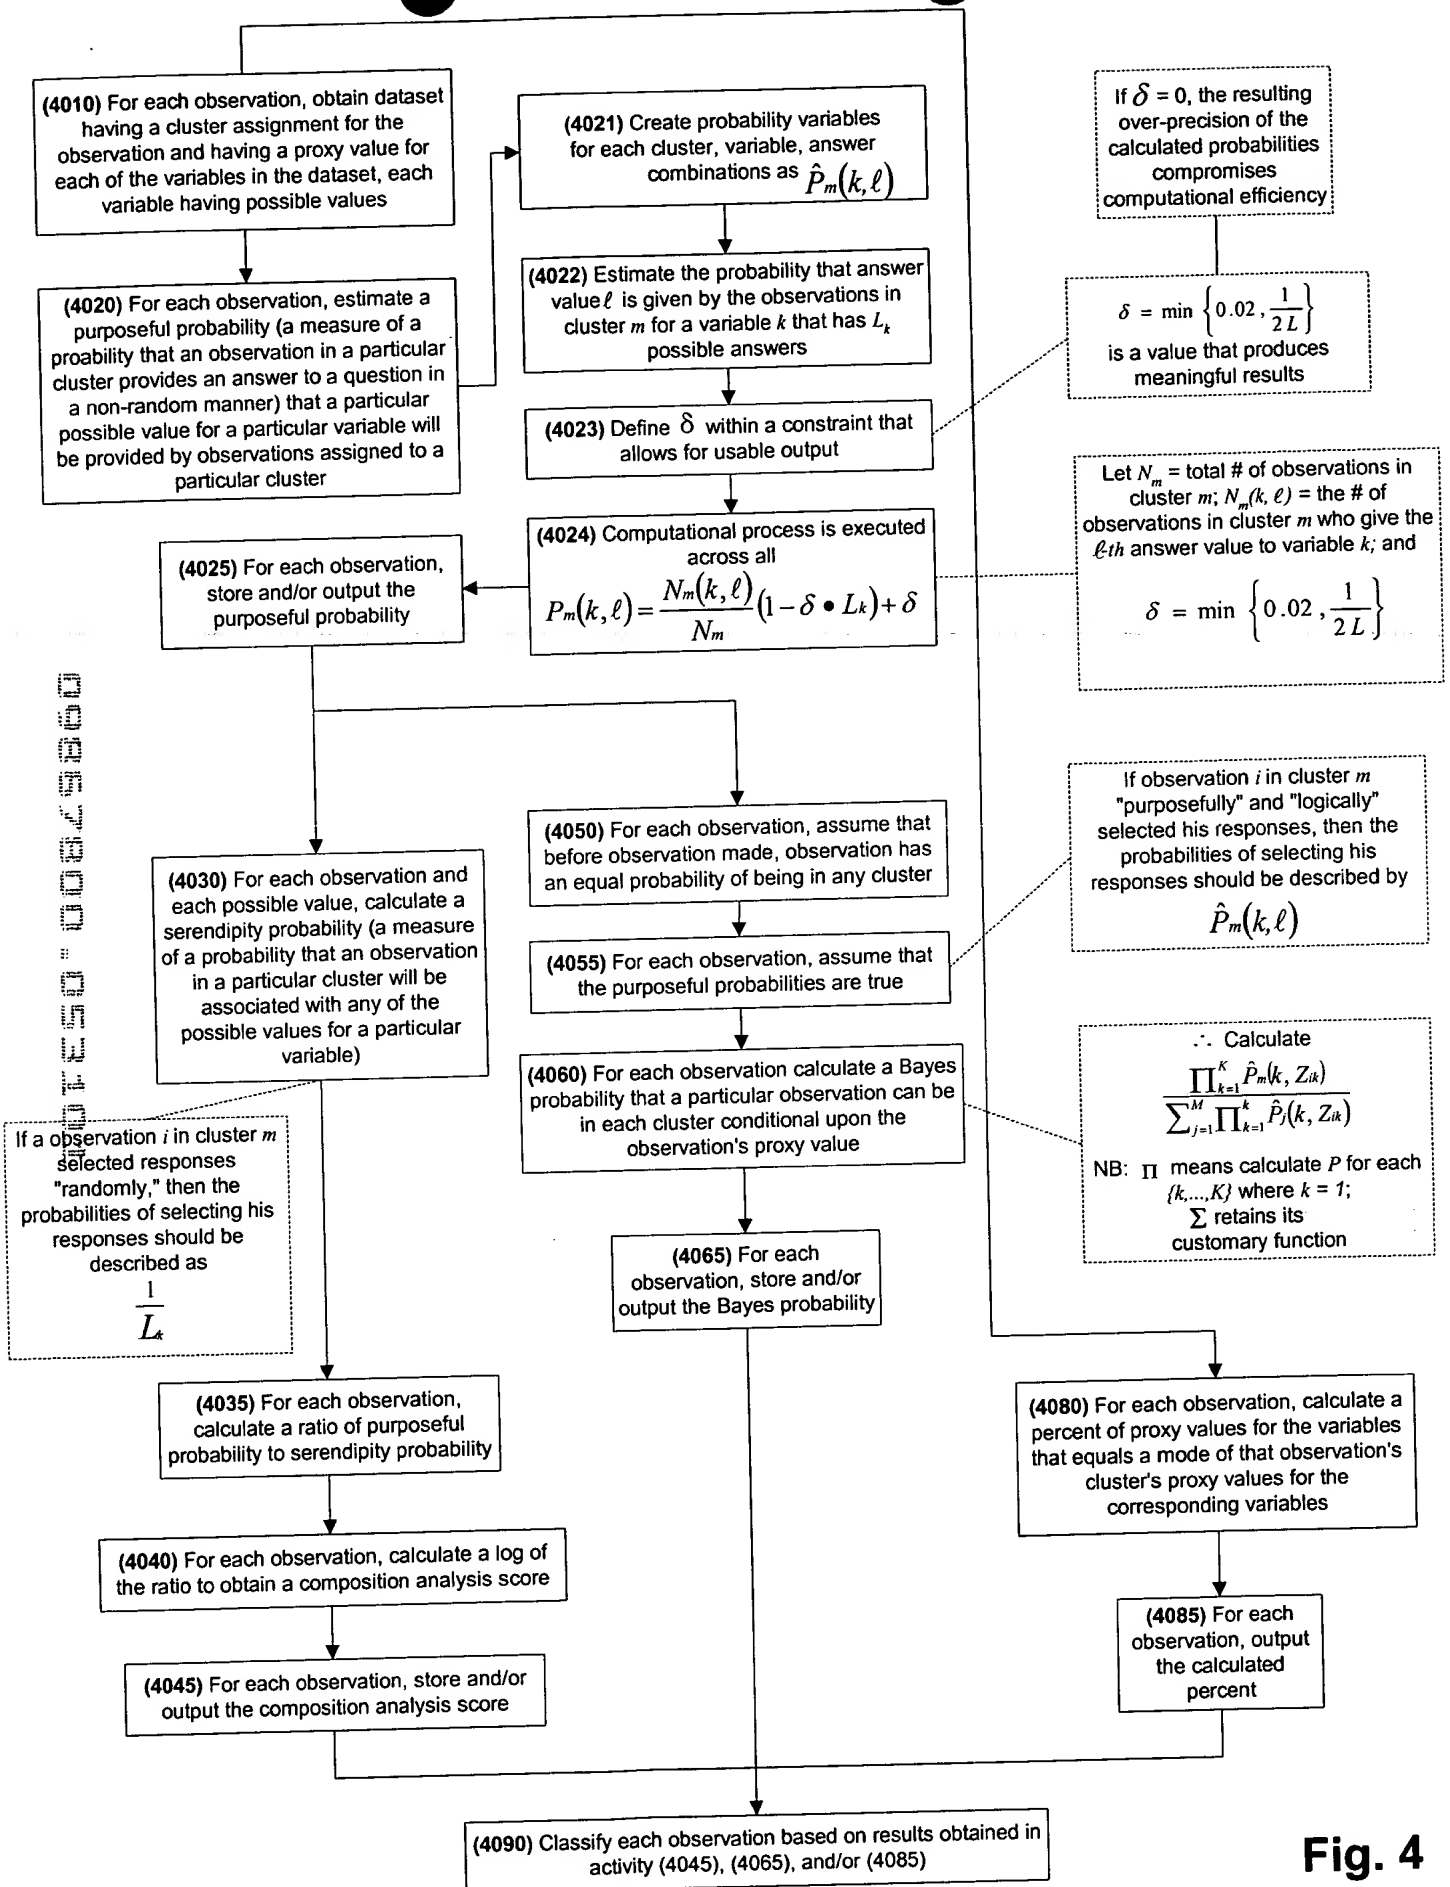 (4010) For each observation, obtain dataset
having a cluster assignment for the
observation and having a proxy value for
each of the variables in the dataset, each
variable having possible values
(4020) For each observation, estimate a
purposeful probability (a measure of a
proability that an observation in a particular
cluster provides an answer to a question in
a non-random manner) that a particular
possible value for a particular variable will
be provided by observations assigned to a
particular cluster
(4021) Create probability variables
for each cluster, variable, answer
combinations as P̂m(k,ℓ)
(4022) Estimate the probability that answer
value ℓ is given by the observations in
cluster m for a variable k that has Lk
possible answers
(4023) Define δ within a constraint that
allows for usable output
(4024) Computational process is executed
across all
Pm(k,ℓ) = Nm(k,ℓ)/Nm (1−δ • Lk)+δ
(4025) For each observation,
store and/or output the
purposeful probability
If δ = 0, the resulting
over-precision of the
calculated probabilities
compromises
computational efficiency
δ = min {0.02, 1/2L}
is a value that produces
meaningful results
Let Nm = total # of observations in
cluster m; Nm(k, ℓ) = the # of
observations in cluster m who give the
ℓ-th answer value to variable k; and
δ = min {0.02, 1/2L}
(4030) For each observation and
each possible value, calculate a
serendipity probability (a measure
of a probability that an observation
in a particular cluster will be
associated with any of the
possible values for a particular
variable)
If a observation i in cluster m
selected responses
"randomly," then the
probabilities of selecting his
responses should be
described as
1/Lk
(4035) For each observation,
calculate a ratio of purposeful
probability to serendipity probability
(4040) For each observation, calculate a log of
the ratio to obtain a composition analysis score
(4045) For each observation, store and/or
output the composition analysis score
(4050) For each observation, assume that
before observation made, observation has
an equal probability of being in any cluster
(4055) For each observation, assume that
the purposeful probabilities are true
(4060) For each observation calculate a Bayes
probability that a particular observation can be
in each cluster conditional upon the
observation's proxy value
(4065) For each
observation, store and/or
output the Bayes probability
If observation i in cluster m
"purposefully" and "logically"
selected his responses, then the
probabilities of selecting his
responses should be described by
P̂m(k,ℓ)
∴ Calculate
∏ᴷk=1 P̂m(k, Zik)
∑ᴹj=1 ∏ᵏk=1 P̂j(k, Zik)
NB: ∏ means calculate P for each
{k,...,K} where k = 1;
∑ retains its
customary function
(4080) For each observation, calculate a
percent of proxy values for the variables
that equals a mode of that observation's
cluster's proxy values for the
corresponding variables
(4085) For each
observation, output
the calculated
percent
(4090) Classify each observation based on results obtained in
activity (4045), (4065), and/or (4085)
Fig. 4